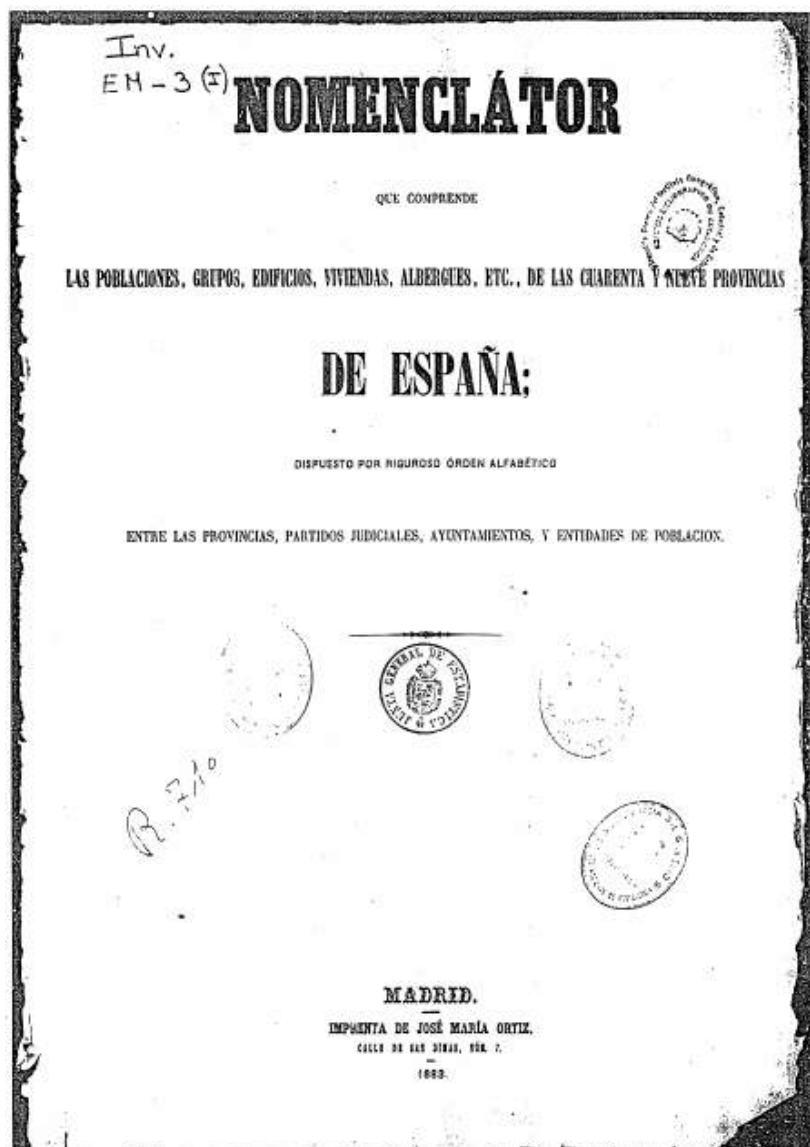 Inv.
EM-3 (I)
NOMENCLÁTOR
QUE COMPRENDE
LAS POBLACIONES, GRUPOS, EDIFICIOS, VIVIENDAS, ALBERGUES, ETC., DE LAS CUARENTA Y NUEVE PROVINCIAS
DE ESPAÑA;
DISPUESTO POR RIGUROSO ÓRDEN ALFABÉTICO
ENTRE LAS PROVINCIAS, PARTIDOS JUDICIALES, AYUNTAMIENTOS, Y ENTIDADES DE POBLACION.
JUNTA GENERAL DE ESTADISTICA
MADRID.
IMPRENTA DE JOSÉ MARÍA ORTIZ,
CALLE DE SAN DIMAS, NÚM. 7.
1863.